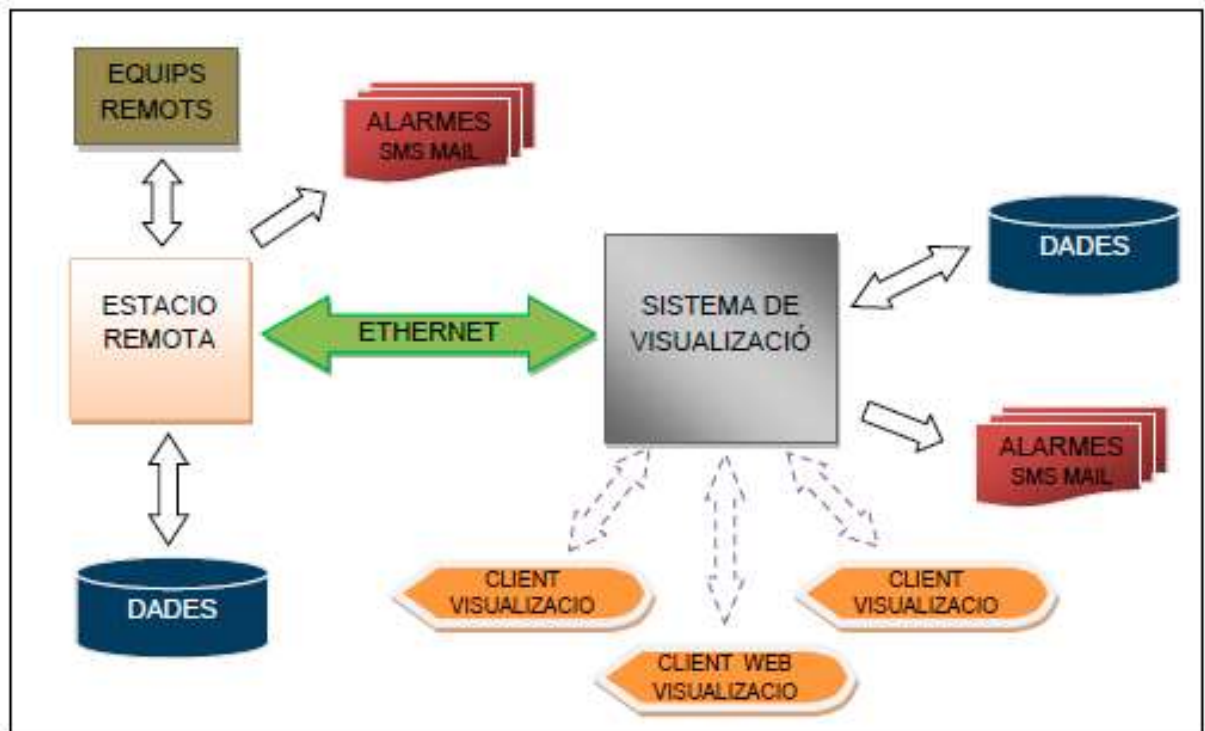 EQUIPS
REMOTS
ALARMES
SMS MAIL
DADES
ESTACIO
REMOTA
ETHERNET
SISTEMA DE
VISUALIZACIÓ
ALARMES
SMS MAIL
DADES
CLIENT
VISUALIZACIO
CLIENT
VISUALIZACIO
CLIENT WEB
VISUALIZACIO